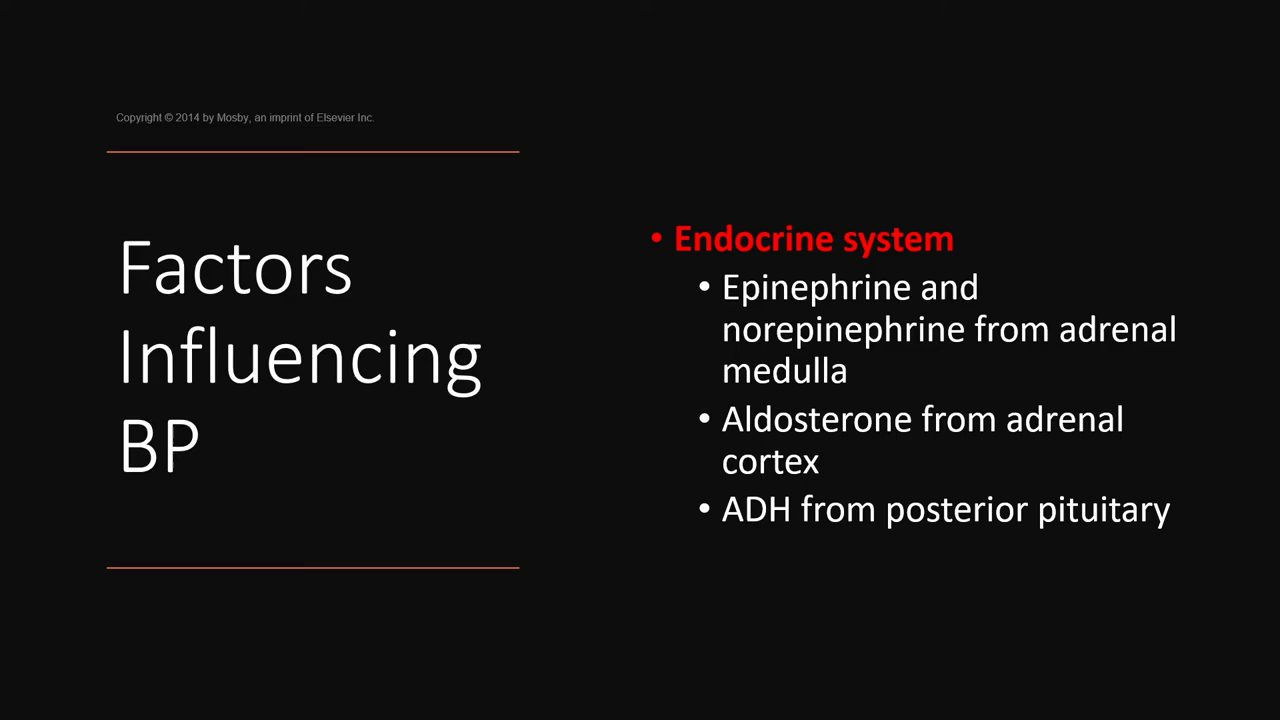 Copyright © 2014 by Mosby, an imprint of Elsevier Inc.
Factors
Influencing
BP
• Endocrine system
• Epinephrine and
norepinephrine from adrenal
medulla
• Aldosterone from adrenal
cortex
• ADH from posterior pituitary